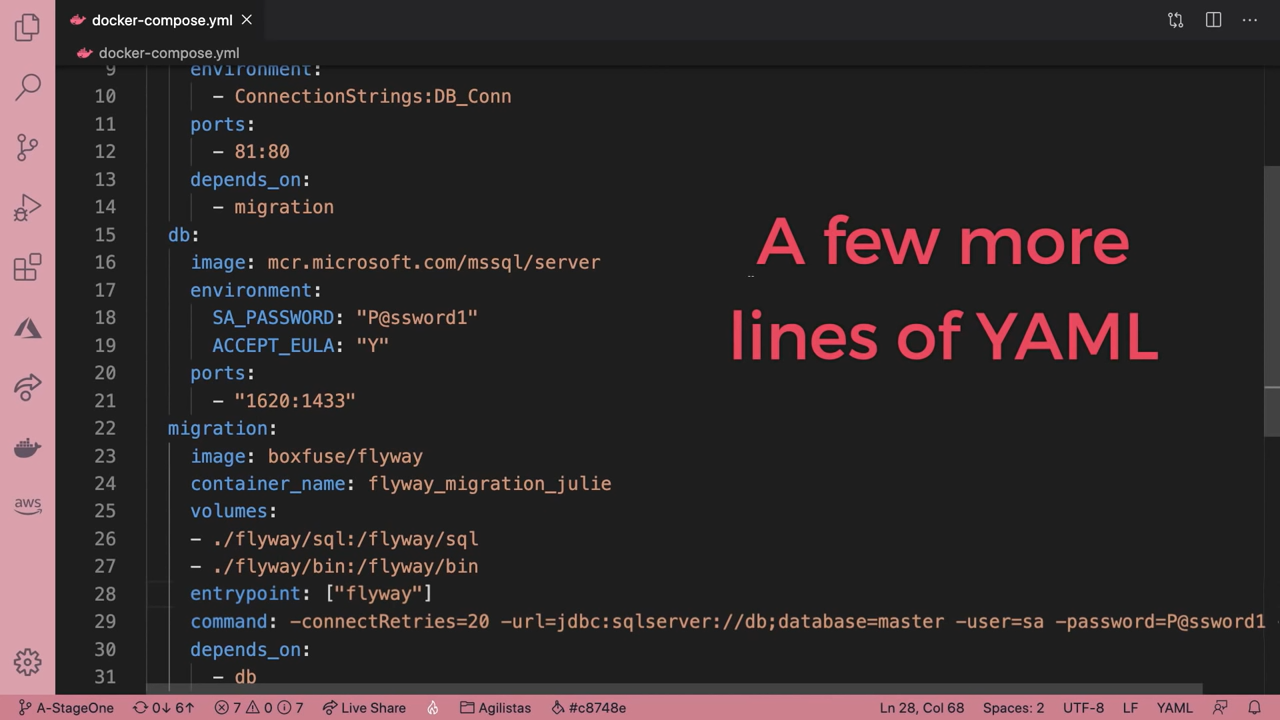 docker-compose.yml
docker-compose.yml
9 environment:
10 - ConnectionStrings:DB_Conn
11 ports:
12 - 81:80
13 depends_on:
14 - migration
15 db:
16 image: mcr.microsoft.com/mssql/server
17 environment:
18 SA_PASSWORD: "P@ssword1"
19 ACCEPT_EULA: "Y"
20 ports:
21 - "1620:1433"
22 migration:
23 image: boxfuse/flyway
24 container_name: flyway_migration_julie
25 volumes:
26 - ./flyway/sql:/flyway/sql
27 - ./flyway/bin:/flyway/bin
28 entrypoint: ["flyway"]
29 command: -connectRetries=20 -url=jdbc:sqlserver://db;database=master -user=sa -password=P@ssword1
30 depends_on:
31 - db
A few more
lines of YAML
aws
A-StageOne 0↓ 6↑ 7 0 7 Live Share Agilistas #c8748e Ln 28, Col 68 Spaces: 2 UTF-8 LF YAML